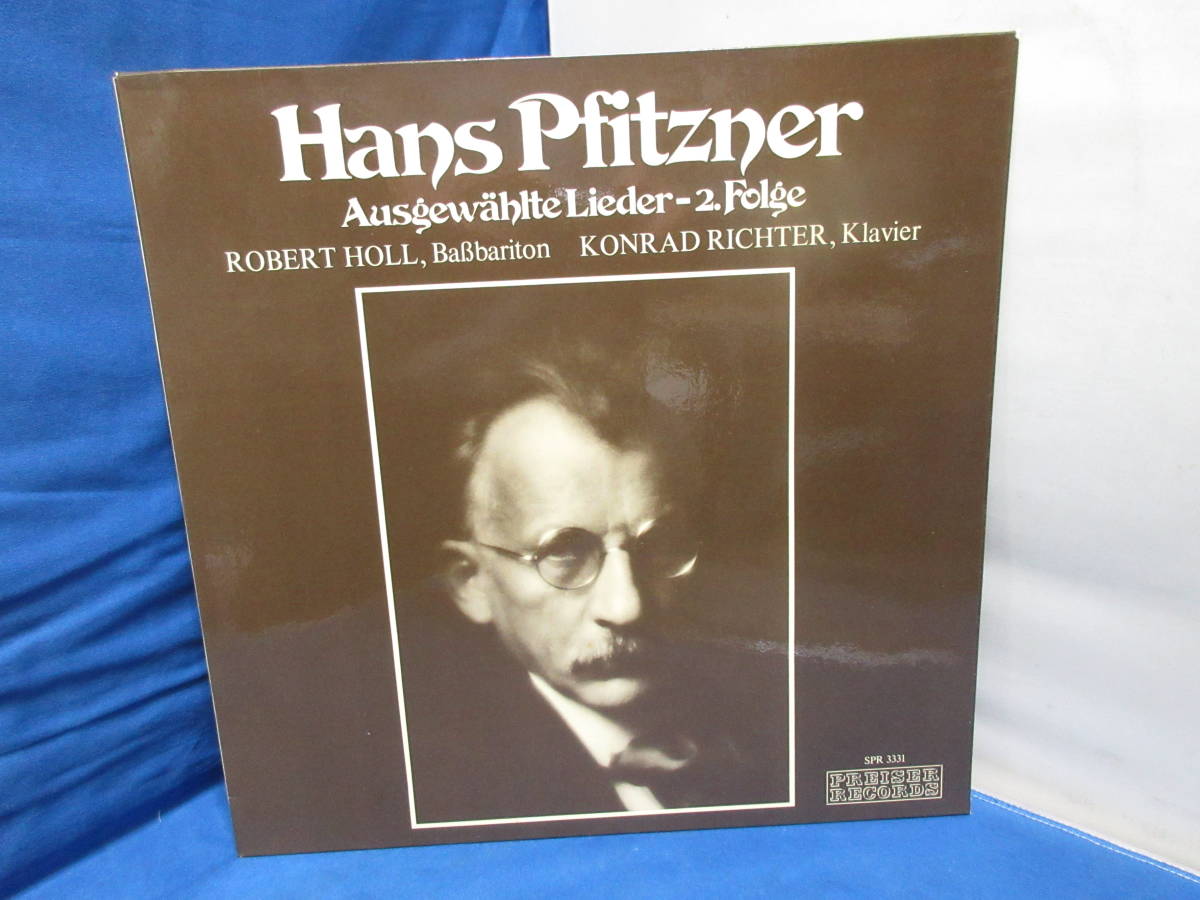 Hans Pfitzner
Ausgewählte Lieder - 2. Folge
ROBERT HOLL, Baßbariton KONRAD RICHTER, Klavier
SPR 3331
PREISER
RECORDS